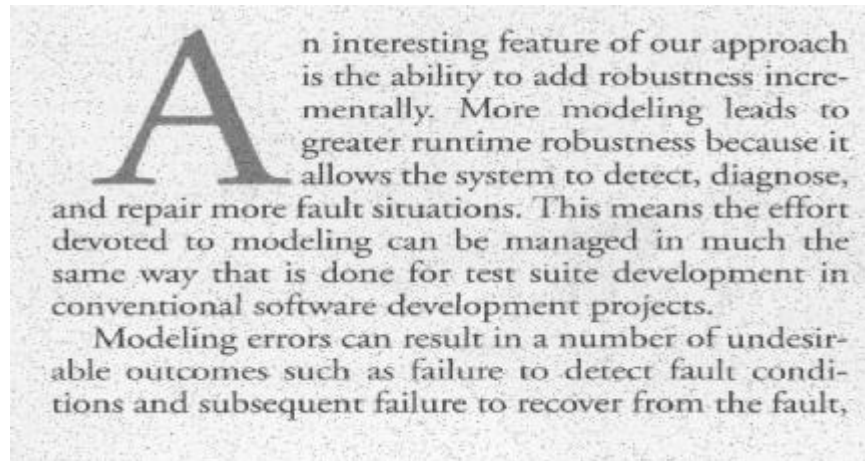 An interesting feature of our approach
is the ability to add robustness incre-
mentally. More modeling leads to
greater runtime robustness because it
allows the system to detect, diagnose,
and repair more fault situations. This means the effort
devoted to modeling can be managed in much the
same way that is done for test suite development in
conventional software development projects.
Modeling errors can result in a number of undesir-
able outcomes such as failure to detect fault condi-
tions and subsequent failure to recover from the fault,